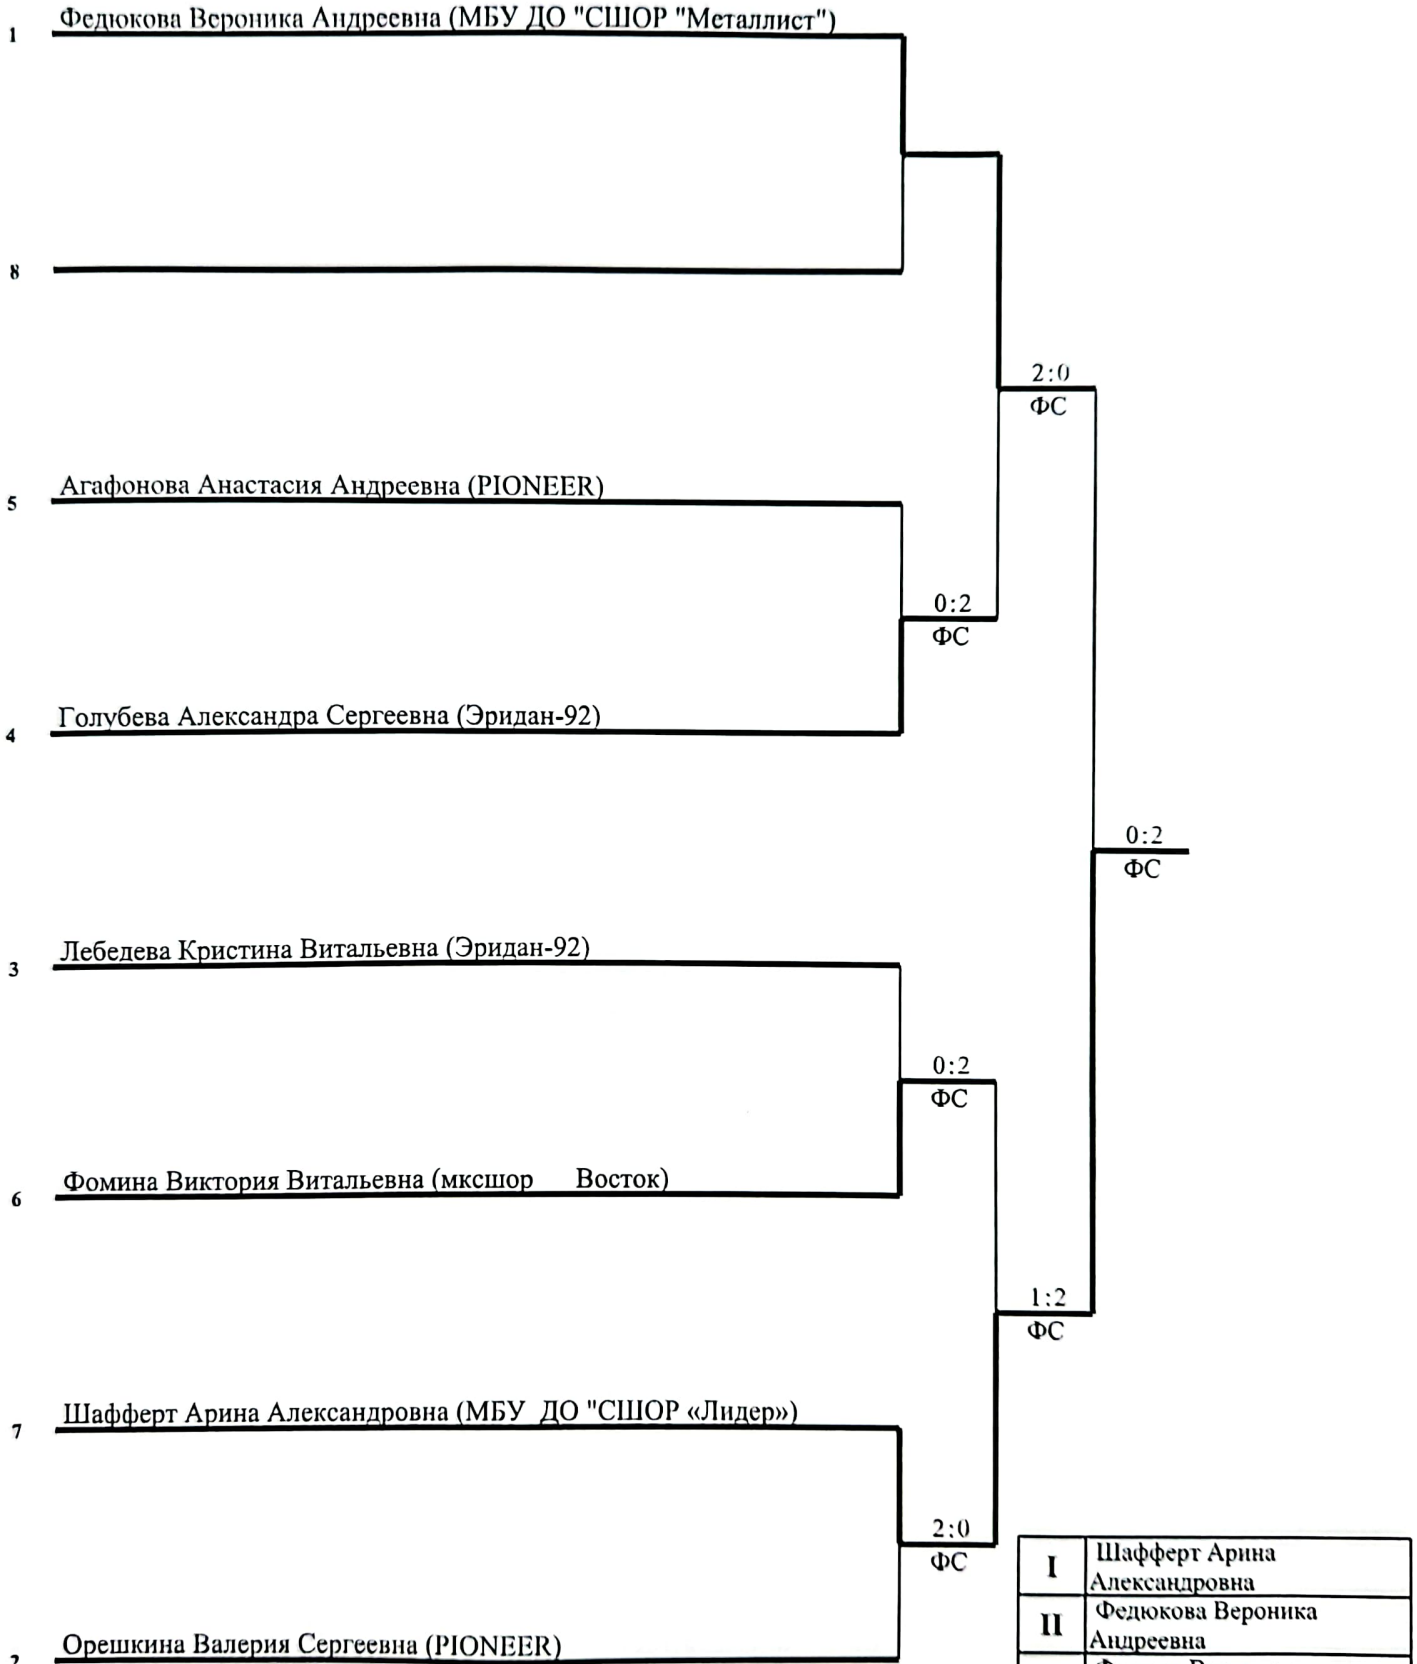 Федюкова Вероника Андреевна (МБУ ДО "СШОР "Металлист")
1
8
2:0
ФС
Агафонова Анастасия Андреевна (PIONEER)
5
0:2
ФС
Голубева Александра Сергеевна (Эридан-92)
4
0:2
ФС
Лебедева Кристина Витальевна (Эридан-92)
3
0:2
ФС
Фомина Виктория Витальевна (мксшор Восток)
6
1:2
ФС
Шафферт Арина Александровна (МБУ ДО "СШОР «Лидер»)
7
2:0
ФС
I Шафферт Арина
Александровна
II Федюкова Вероника
Андреевна
Орешкина Валерия Сергеевна (PIONEER)
2